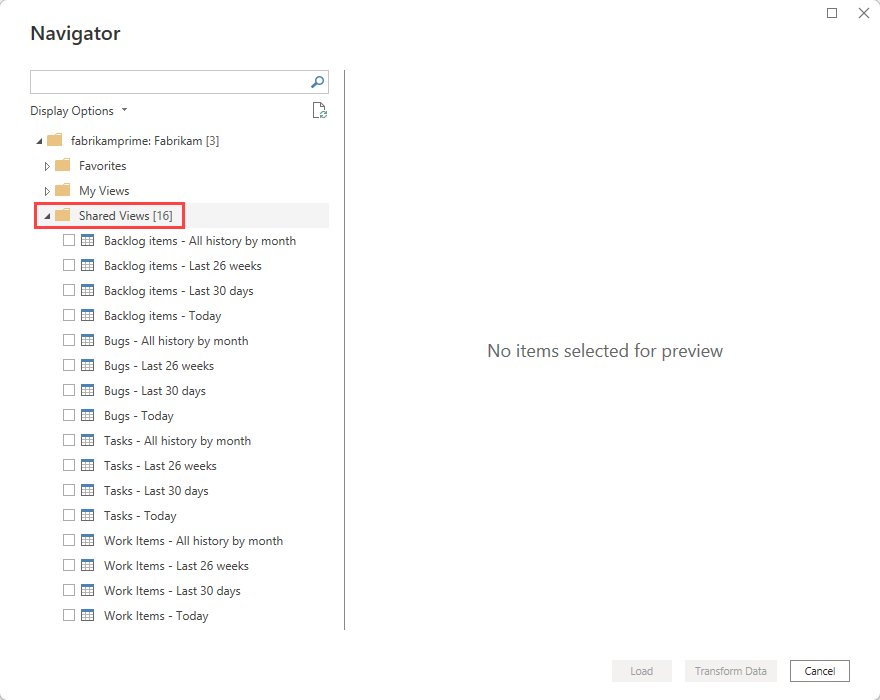 Navigator
Display Options
fabrikamprime: Fabrikam [3]
Favorites
My Views
Shared Views [16]
Backlog items - All history by month
Backlog items - Last 26 weeks
Backlog items - Last 30 days
Backlog items - Today
Bugs - All history by month
Bugs - Last 26 weeks
Bugs - Last 30 days
Bugs - Today
Tasks - All history by month
Tasks - Last 26 weeks
Tasks - Last 30 days
Tasks - Today
Work Items - All history by month
Work Items - Last 26 weeks
Work Items - Last 30 days
Work Items - Today
No items selected for preview
Load
Transform Data
Cancel